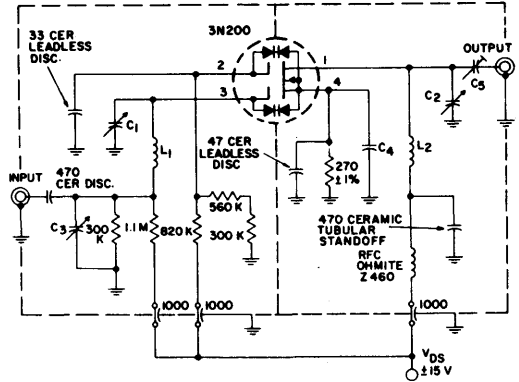 33 CER
LEADLESS
DISC.
3N200
OUTPUT
2
1
3
4
C1
C2
C5
L1
47 CER
LEADLESS
DISC
C4
L2
270
±1%
INPUT
470
CER DISC.
C3
300
K
1.1M
820K
560 K
300 K
470 CERAMIC
TUBULAR
STANDOFF
RFC
OHMITE
Z 460
1000
1000
1000
VDS
±15 V